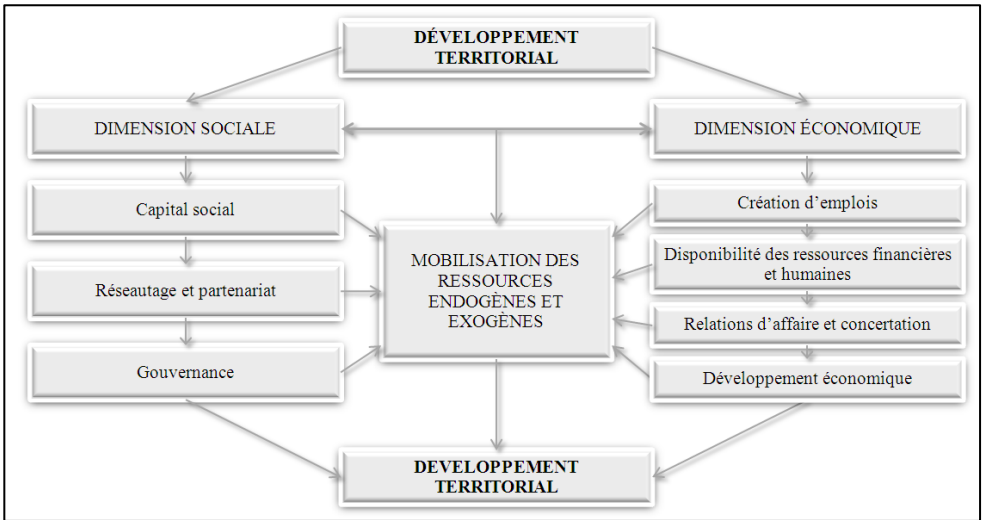 DÉVELOPPEMENT
TERRITORIAL
DIMENSION SOCIALE
DIMENSION ÉCONOMIQUE
Capital social
Création d’emplois
MOBILISATION DES
RESSOURCES
ENDOGÈNES ET
EXOGÈNES
Disponibilité des ressources financières
et humaines
Réseautage et partenariat
Relations d’affaire et concertation
Gouvernance
Développement économique
DEVELOPPEMENT
TERRITORIAL